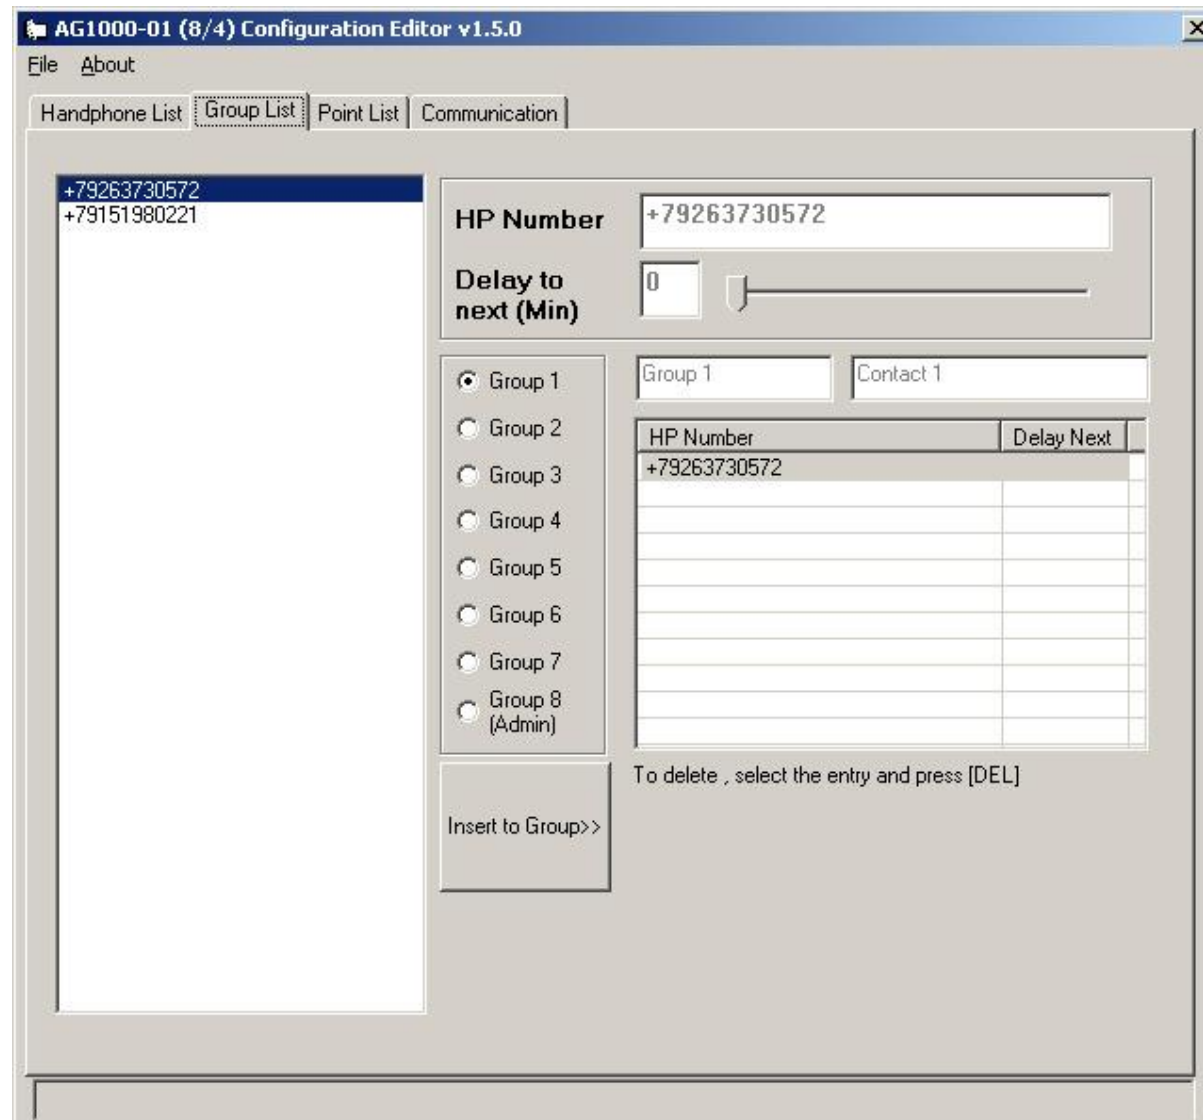 AG1000-01 (8/4) Configuration Editor v1.5.0
File About
Handphone List Group List Point List Communication
+79263730572
+79151980221
HP Number +79263730572
Delay to
next (Min) 0
Group 1
Group 2
Group 3
Group 4
Group 5
Group 6
Group 7
Group 8
(Admin)
Insert to Group>>
Group 1 Contact 1
HP Number Delay Next
+79263730572
To delete , select the entry and press [DEL]